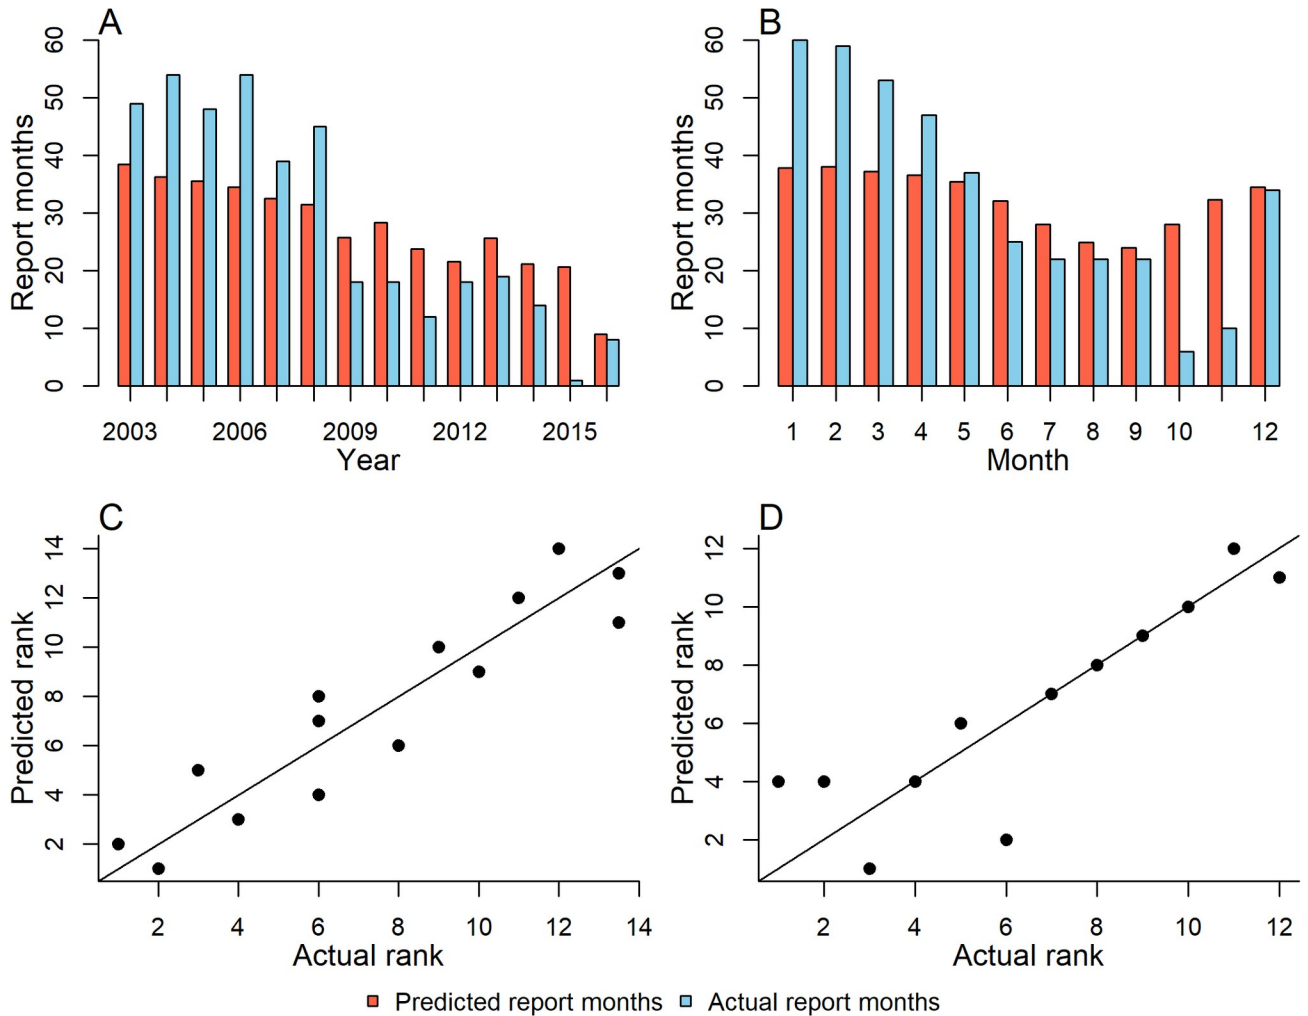 A
Report months
60
50
40
30
20
10
0
2003 2006 2009 2012 2015
Year
B
Report months
60
50
40
30
20
10
0
1 2 3 4 5 6 7 8 9 10 12
Month
C
Predicted rank
14
12
10
8
6
4
2
2 4 6 8 10 12 14
Actual rank
D
Predicted rank
12
10
8
6
4
2
2 4 6 8 10 12
Actual rank
Predicted report months Actual report months